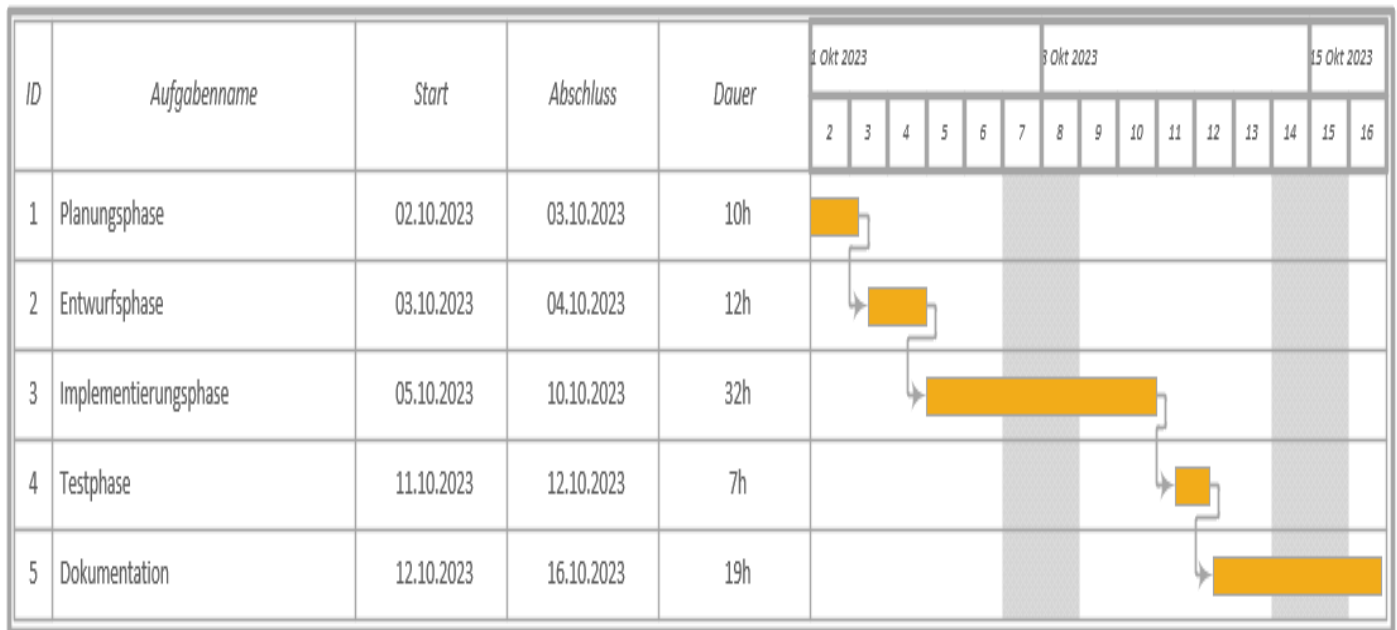 ID Aufgabenname Start Abschluss Dauer
1 Okt 2023 8 Okt 2023 15 Okt 2023
2 3 4 5 6 7 8 9 10 11 12 13 14 15 16
1 Planungsphase 02.10.2023 03.10.2023 10h
2 Entwurfsphase 03.10.2023 04.10.2023 12h
3 Implementierungsphase 05.10.2023 10.10.2023 32h
4 Testphase 11.10.2023 12.10.2023 7h
5 Dokumentation 12.10.2023 16.10.2023 19h